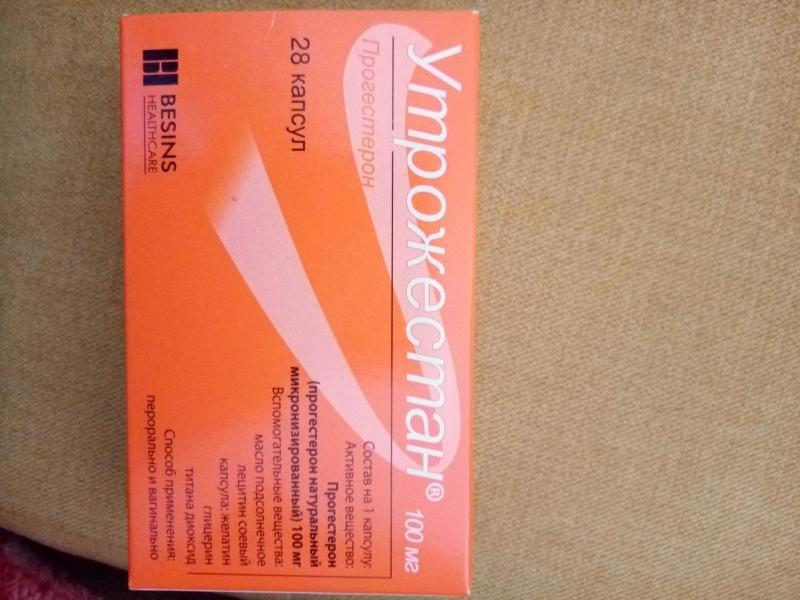 Утрожестан® 100 мг
Прогестерон
28 капсул
BESINS
HEALTHCARE
Состав на 1 капсулу:
Активное вещество:
Прогестерон
(прогестерон натуральный
микронизированный) 100 мг
Вспомогательные вещества:
масло подсолнечное
лецитин соевый
капсула: желатин
глицерин
титана диоксид
Способ применения:
перорально и вагинально